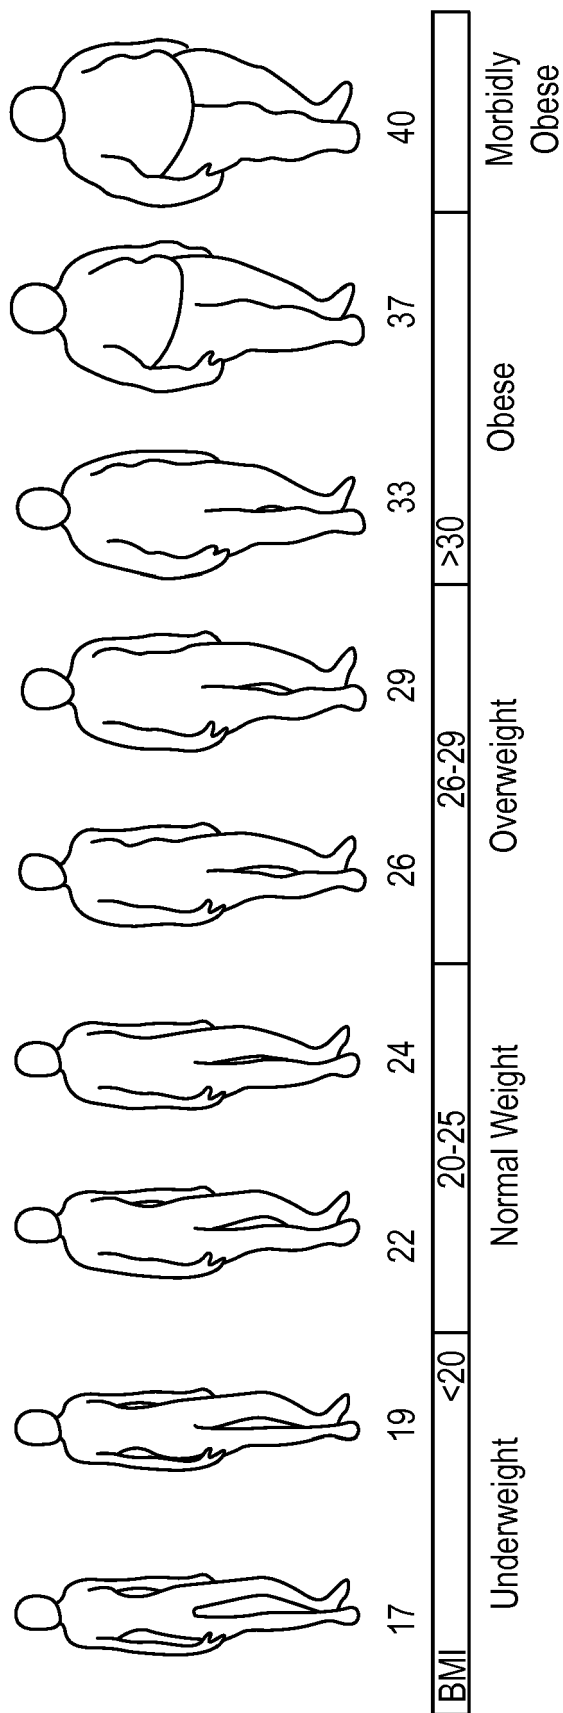 17 19 22 24 26 29 33 37 40
BMI <20 20-25 26-29 >30
Underweight Normal Weight Overweight Obese Morbidly
Obese